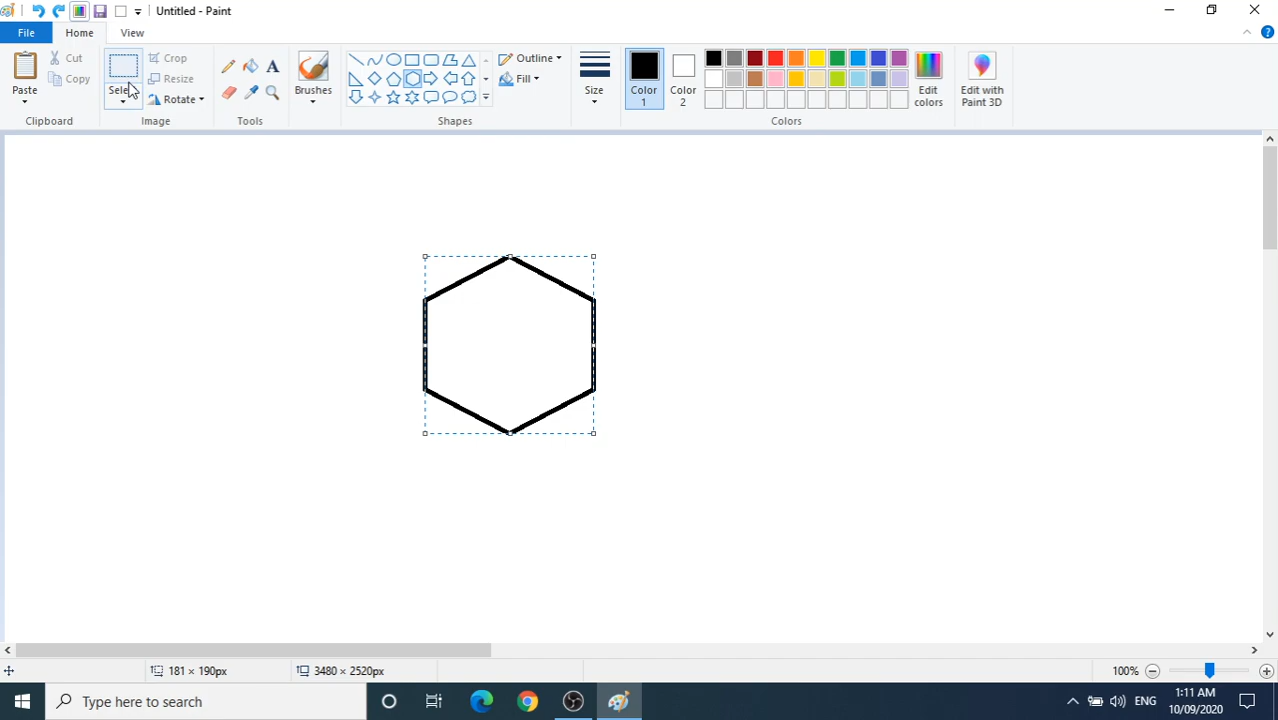 Untitled - Paint
File
Home
View
Paste
Cut
Copy
Clipboard
Select
Crop
Resize
Rotate
Image
A
Tools
Brushes
Shapes
Outline
Fill
Size
Color
1
Color
2
Colors
Edit
colors
Edit with
Paint 3D
181 × 190px
3480 × 2520px
100%
Type here to search
ENG
1:11 AM
10/09/2020